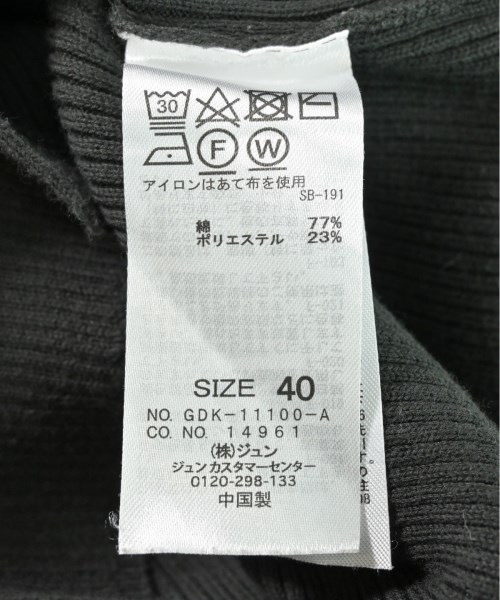 30
F W
アイロンはあて布を使用
SB-191
綿 77%
ポリエステル 23%
SIZE 40
NO. GDK-11100-A
CO. NO. 14961
(株)ジュン
ジュン カスタマーセンター
0120-298-133
中国製